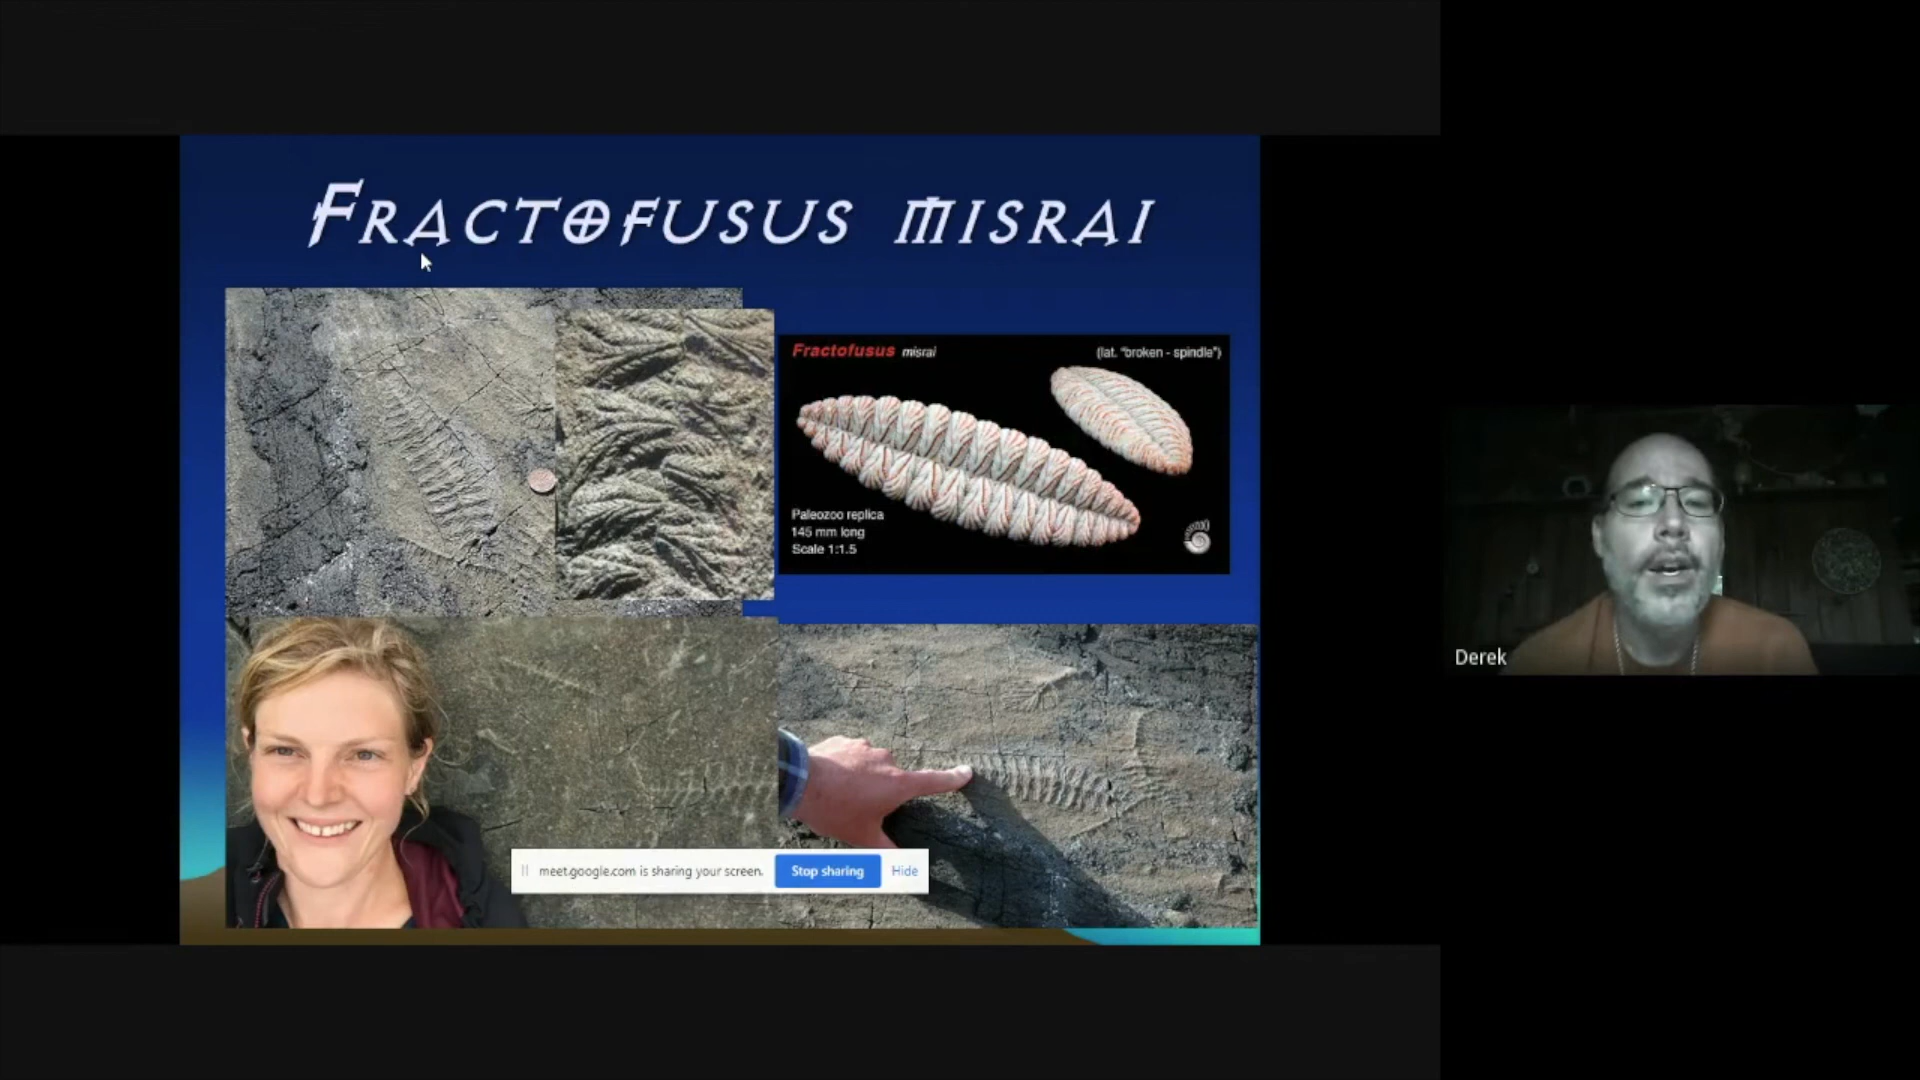 Fractofusus misrai
Fractofusus misrai
(lat. "broken - spindle")
Paleozoo replica
145 mm long
Scale 1:1.5
meet.google.com is sharing your screen.
Stop sharing
Hide
Derek